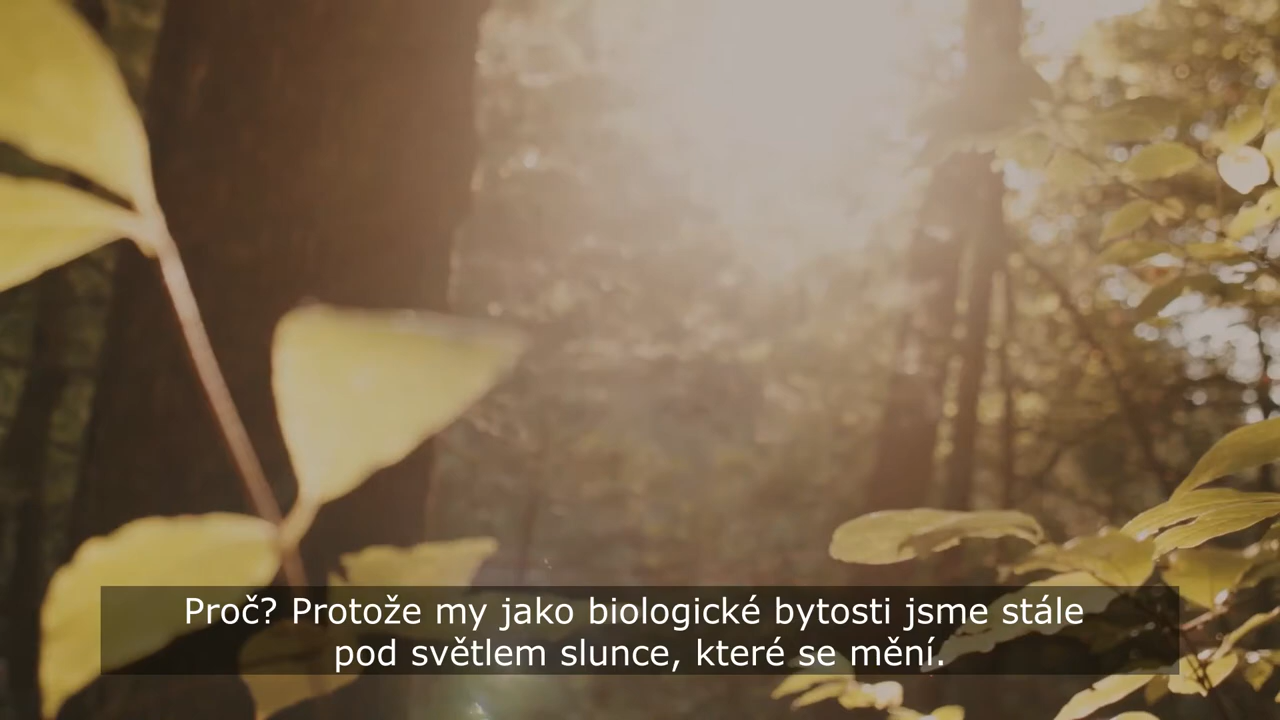 Proč? Protože my jako biologické bytosti jsme stále
pod světlem slunce, které se mění.